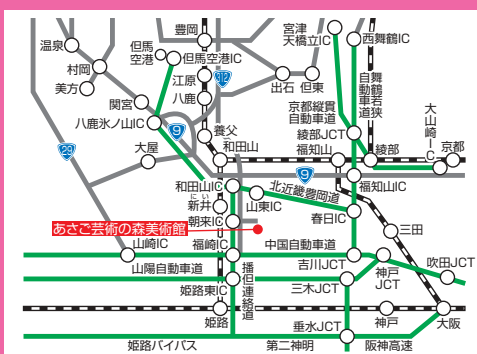 豊岡
但馬空港IC
但馬
空港
温泉
村岡
美方
江原
八鹿
関宮
八鹿氷ノ山IC
312
出石
但東
宮津
天橋立IC
西舞鶴IC
舞鶴若狭
自動車道
京都縦貫
自動車道
綾部JCT
大山崎IC
9
29
大屋
養父
和田山
福知山
綾部
京都
9
和田山IC
福知山IC
北近畿豊岡道
にい
新井
山東IC
朝来IC
春日IC
あさご芸術の森美術館
三田
山崎IC
福崎IC
中国自動車道
山陽自動車道
吉川JCT
神戸
JCT
吹田JCT
姫路東IC
播但連絡道
三木JCT
姫路
神戸
大阪
垂水JCT
姫路バイパス
第二神明
阪神高速